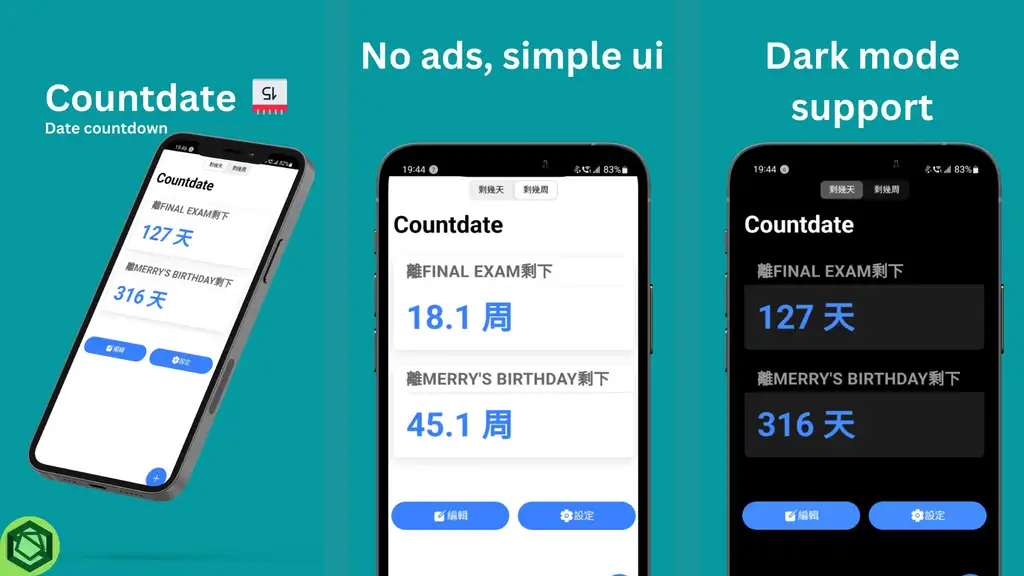 Countdate
Date countdown
19:46
82%
剩幾天 剩幾周
Countdate
離FINAL EXAM剩下
127 天
離MERRY'S BIRTHDAY剩下
316 天
編輯 設定
+
No ads, simple ui
19:44
83%
剩幾天 剩幾周
Countdate
離FINAL EXAM剩下
18.1 周
離MERRY'S BIRTHDAY剩下
45.1 周
編輯 設定
Dark mode
support
19:44
83%
剩幾天 剩幾周
Countdate
離FINAL EXAM剩下
127 天
離MERRY'S BIRTHDAY剩下
316 天
編輯 設定